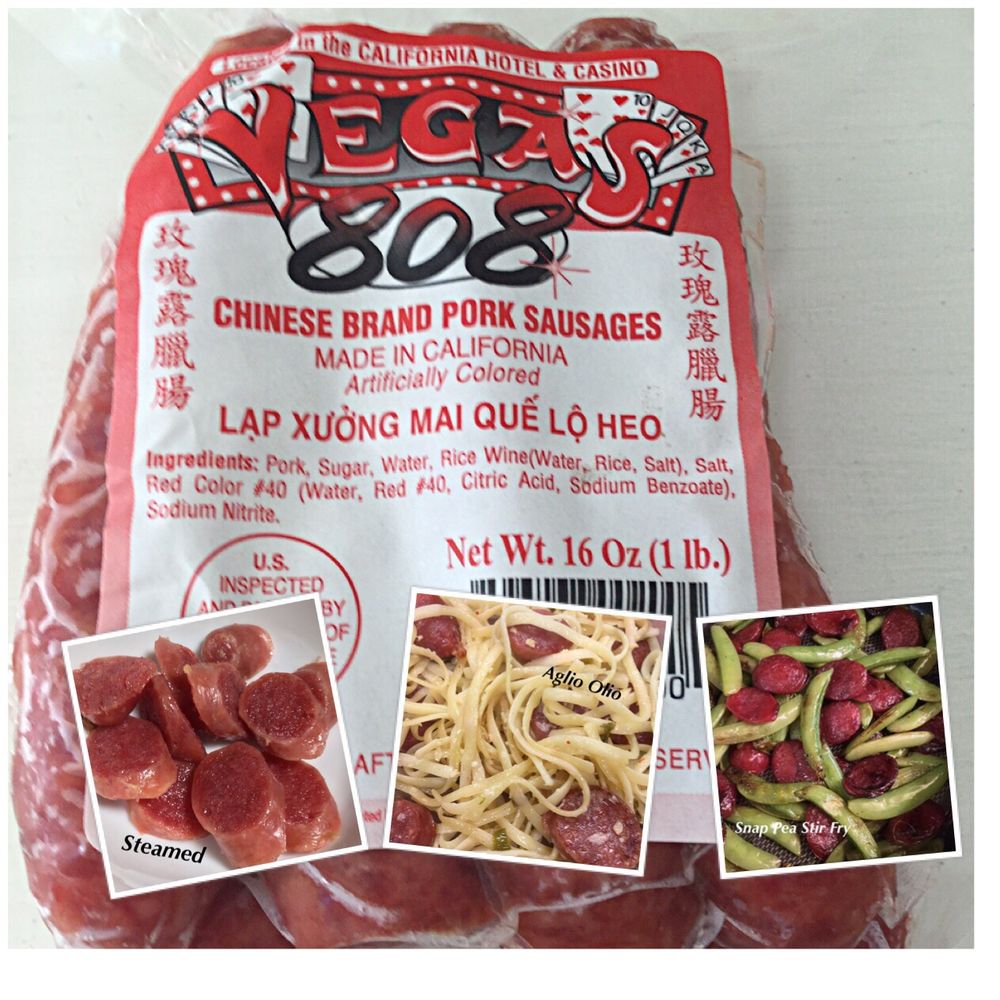 in the CALIFORNIA HOTEL & CASINO
VEGAS
808
玫瑰露臘腸
玫瑰露臘腸
CHINESE BRAND PORK SAUSAGES
MADE IN CALIFORNIA
Artificially Colored
LẠP XƯỞNG MAI QUẾ LỘ HEO
Ingredients: Pork, Sugar, Water, Rice Wine(Water, Rice, Salt), Salt,
Red Color #40 (Water, Red #40, Citric Acid, Sodium Benzoate),
Sodium Nitrite.
Net Wt. 16 Oz (1 lb.)
U.S.
INSPECTED
AND BY
OF
Steamed
Aglio Olio
Snap Pea Stir Fry